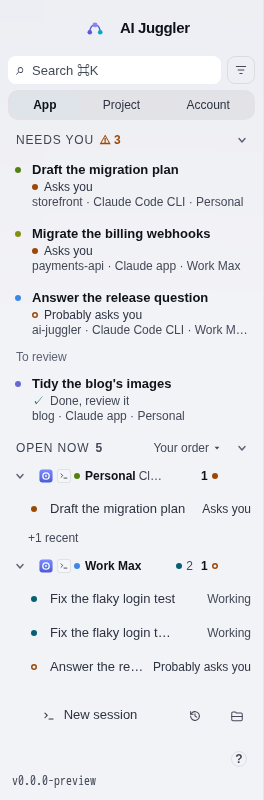 AI Juggler
Search ⌘K
App Project Account
NEEDS YOU 3
Draft the migration plan
Asks you
storefront · Claude Code CLI · Personal
Migrate the billing webhooks
Asks you
payments-api · Claude app · Work Max
Answer the release question
Probably asks you
ai-juggler · Claude Code CLI · Work M…
To review
Tidy the blog's images
✓ Done, review it
blog · Claude app · Personal
OPEN NOW 5 Your order
Personal Cl… 1
Draft the migration plan Asks you
+1 recent
Work Max 2 1
Fix the flaky login test Working
Fix the flaky login t… Working
Answer the re… Probably asks you
New session
?
v0.0.0-preview